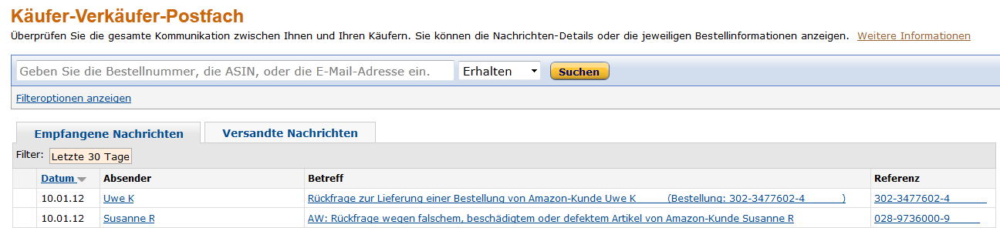 Käufer-Verkäufer-Postfach
Überprüfen Sie die gesamte Kommunikation zwischen Ihnen und Ihren Käufern. Sie können die Nachrichten-Details oder die jeweiligen Bestellinformationen anzeigen. Weitere Informationen
Geben Sie die Bestellnummer, die ASIN, oder die E-Mail-Adresse ein. Erhalten Suchen
Filteroptionen anzeigen
Empfangene Nachrichten Versandte Nachrichten
Filter: Letzte 30 Tage
Datum Absender Betreff Referenz
10.01.12 Uwe K Rückfrage zur Lieferung einer Bestellung von Amazon-Kunde Uwe K (Bestellung: 302-3477602-4 ) 302-3477602-4
10.01.12 Susanne R AW: Rückfrage wegen falschem, beschädigtem oder defektem Artikel von Amazon-Kunde Susanne R 028-9736000-9